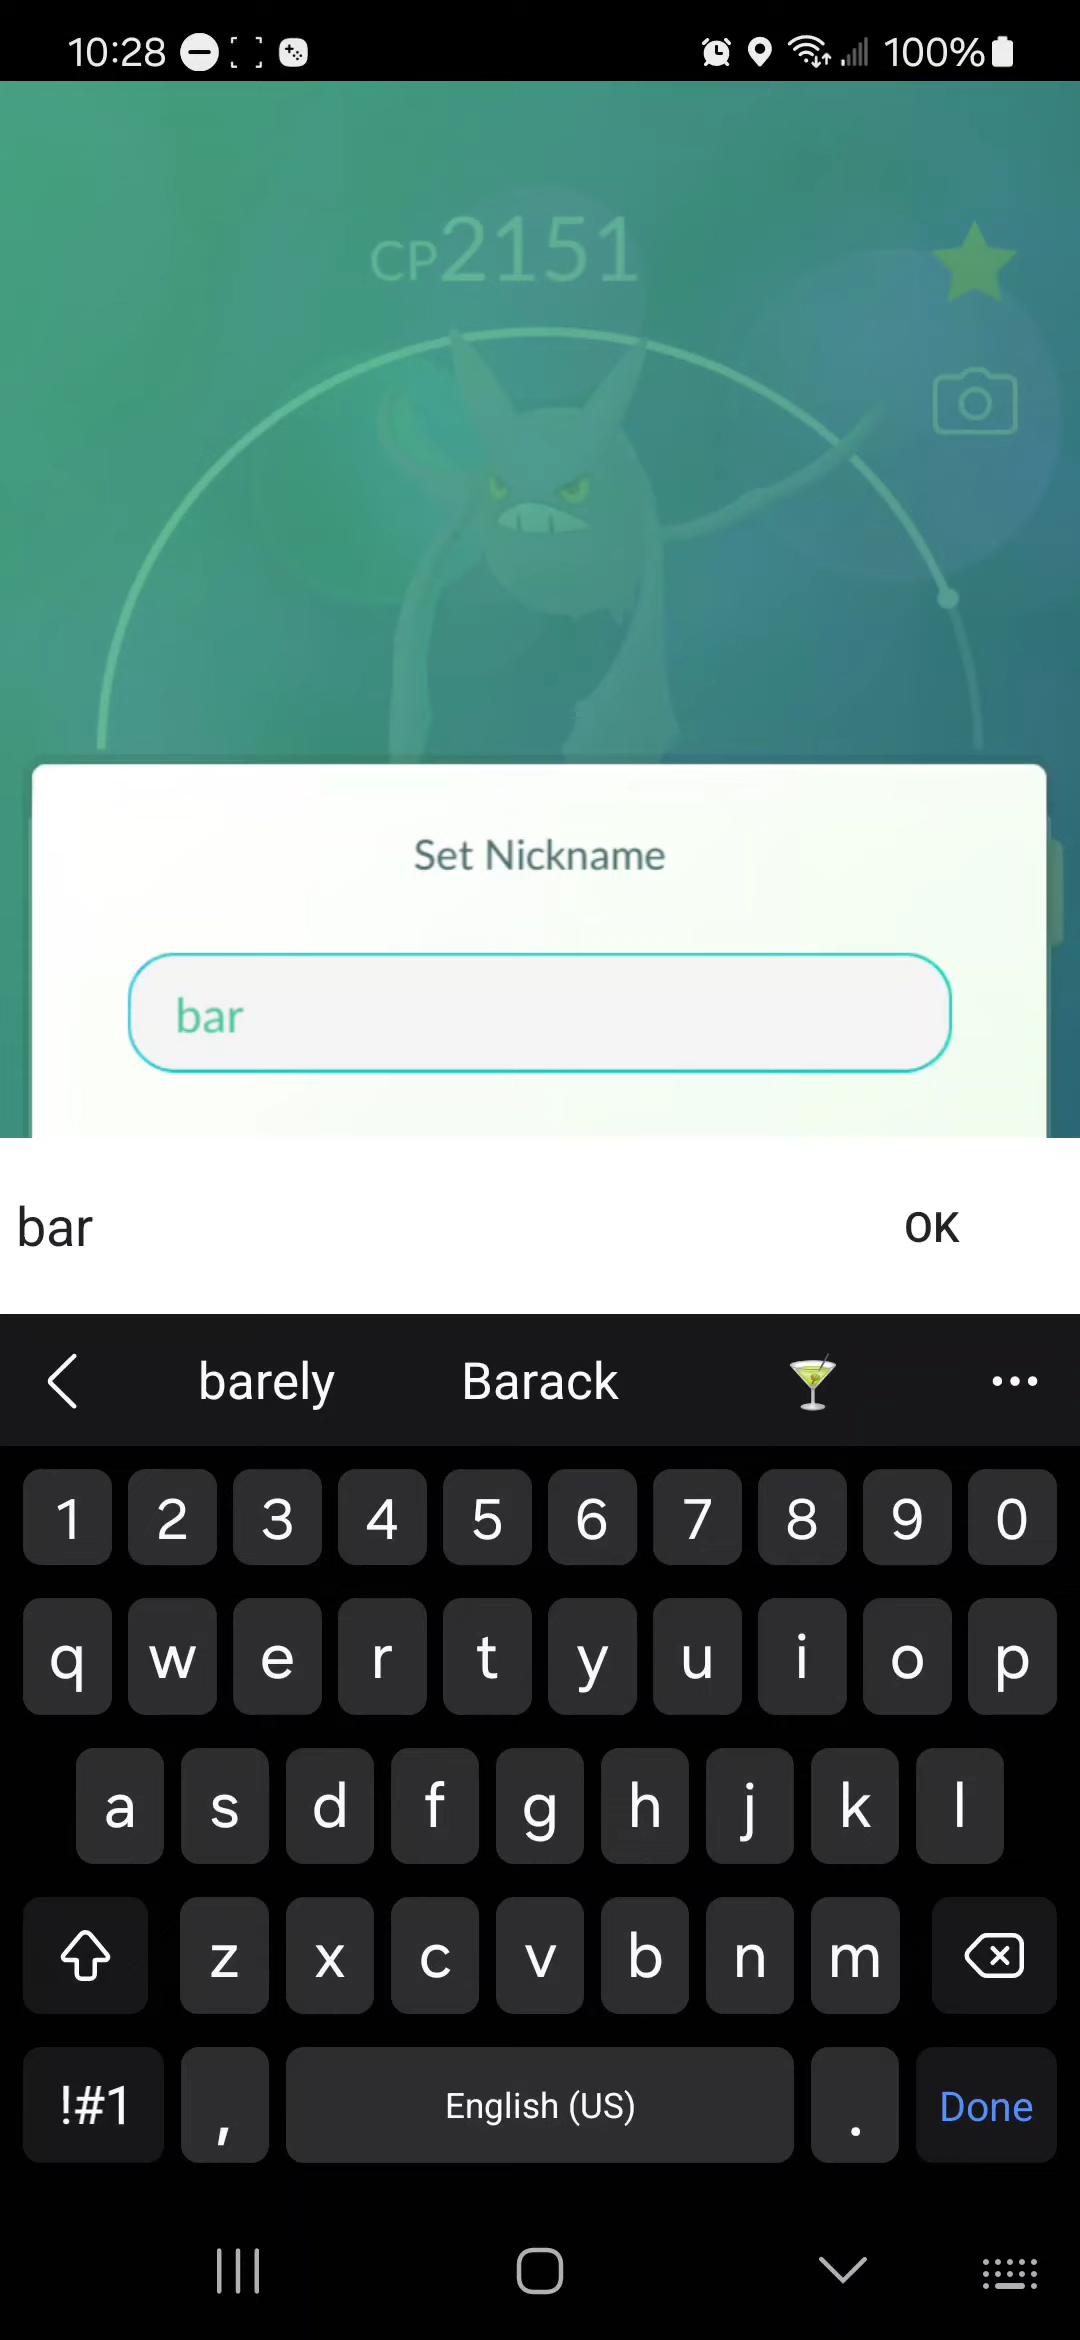 10:28 100%
CP2151
Set Nickname
bar
bar OK
barely Barack
1 2 3 4 5 6 7 8 9 0
q w e r t y u i o p
a s d f g h j k l
z x c v b n m
!#1 , English (US) . Done